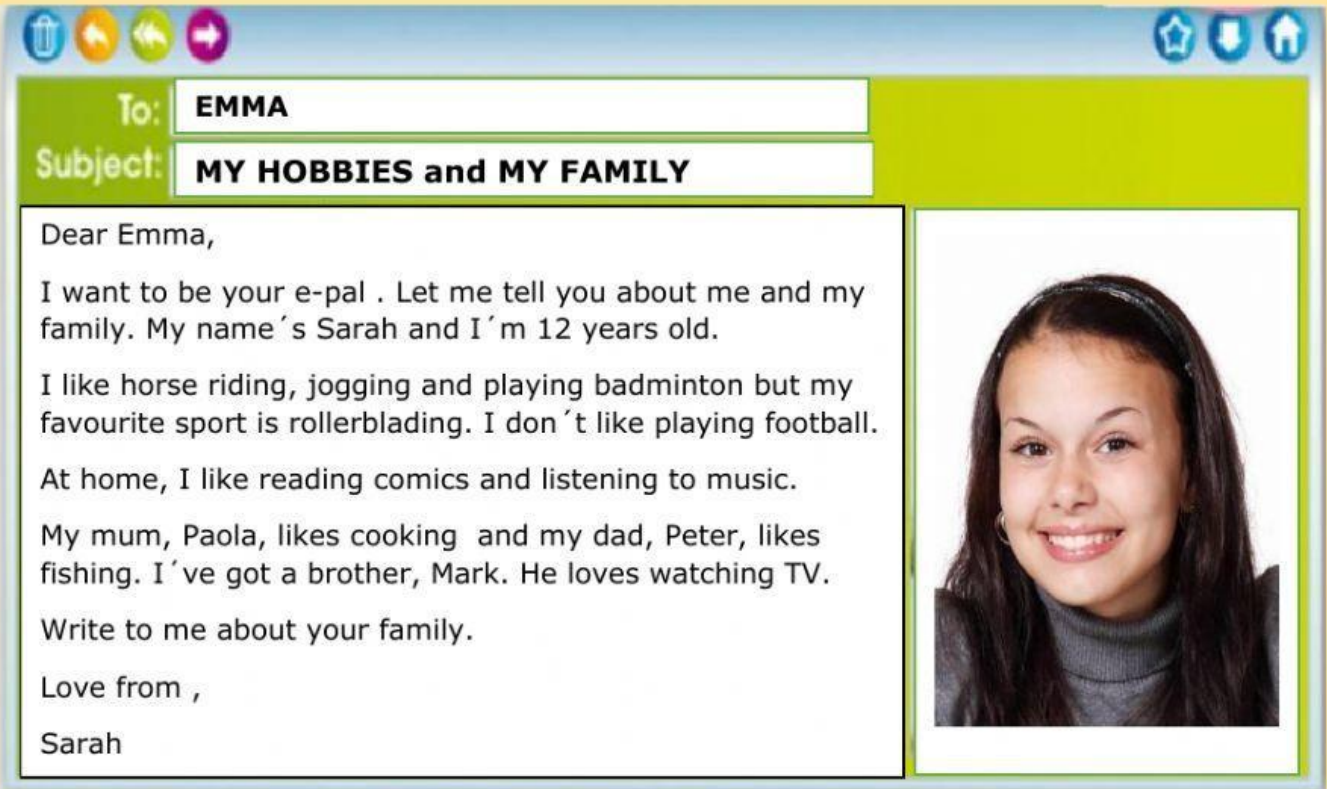 To: EMMA
Subject: MY HOBBIES and MY FAMILY
Dear Emma,
I want to be your e-pal . Let me tell you about me and my
family. My name´s Sarah and I´m 12 years old.
I like horse riding, jogging and playing badminton but my
favourite sport is rollerblading. I don´t like playing football.
At home, I like reading comics and listening to music.
My mum, Paola, likes cooking  and my dad, Peter, likes
fishing. I´ve got a brother, Mark. He loves watching TV.
Write to me about your family.
Love from ,
Sarah